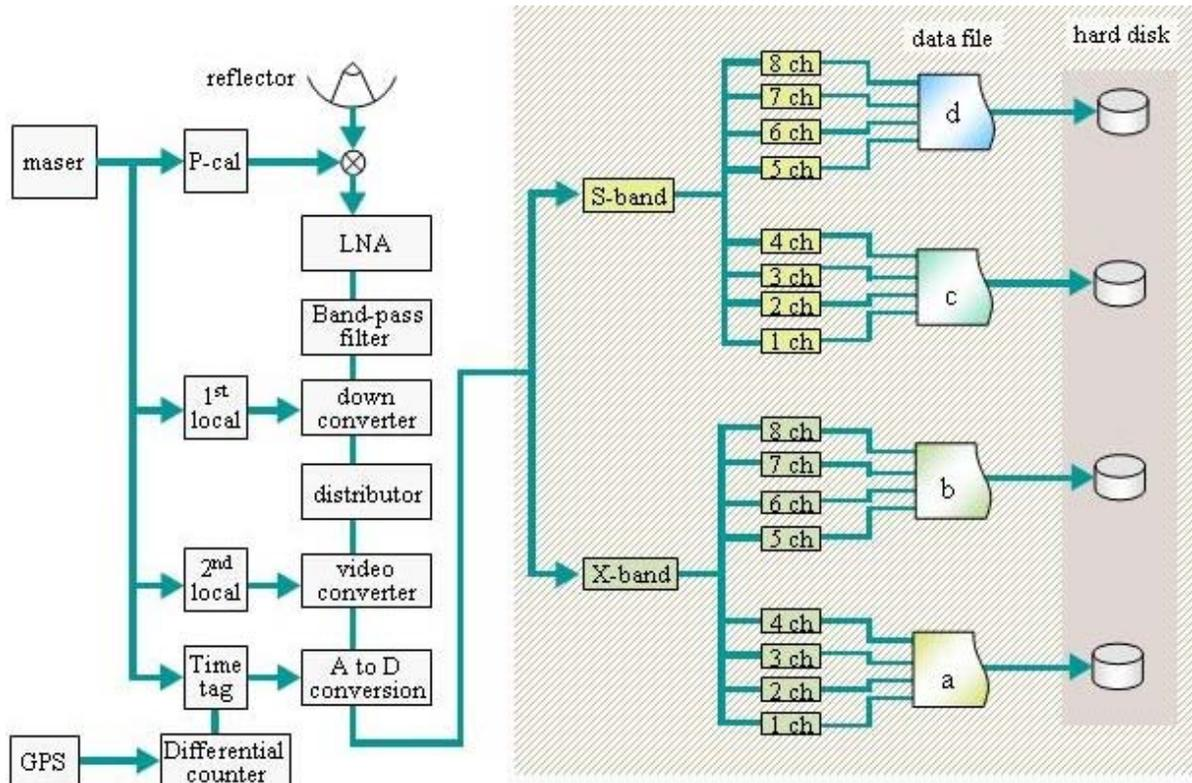 reflector
maser
P-cal
LNA
Band-pass
filter
1st
local
down
converter
distributor
2nd
local
video
converter
Time
tag
A to D
conversion
GPS
Differential
counter
data file
hard disk
S-band
8 ch
7 ch
6 ch
5 ch
d
4 ch
3 ch
2 ch
1 ch
c
X-band
8 ch
7 ch
6 ch
5 ch
b
4 ch
3 ch
2 ch
1 ch
a